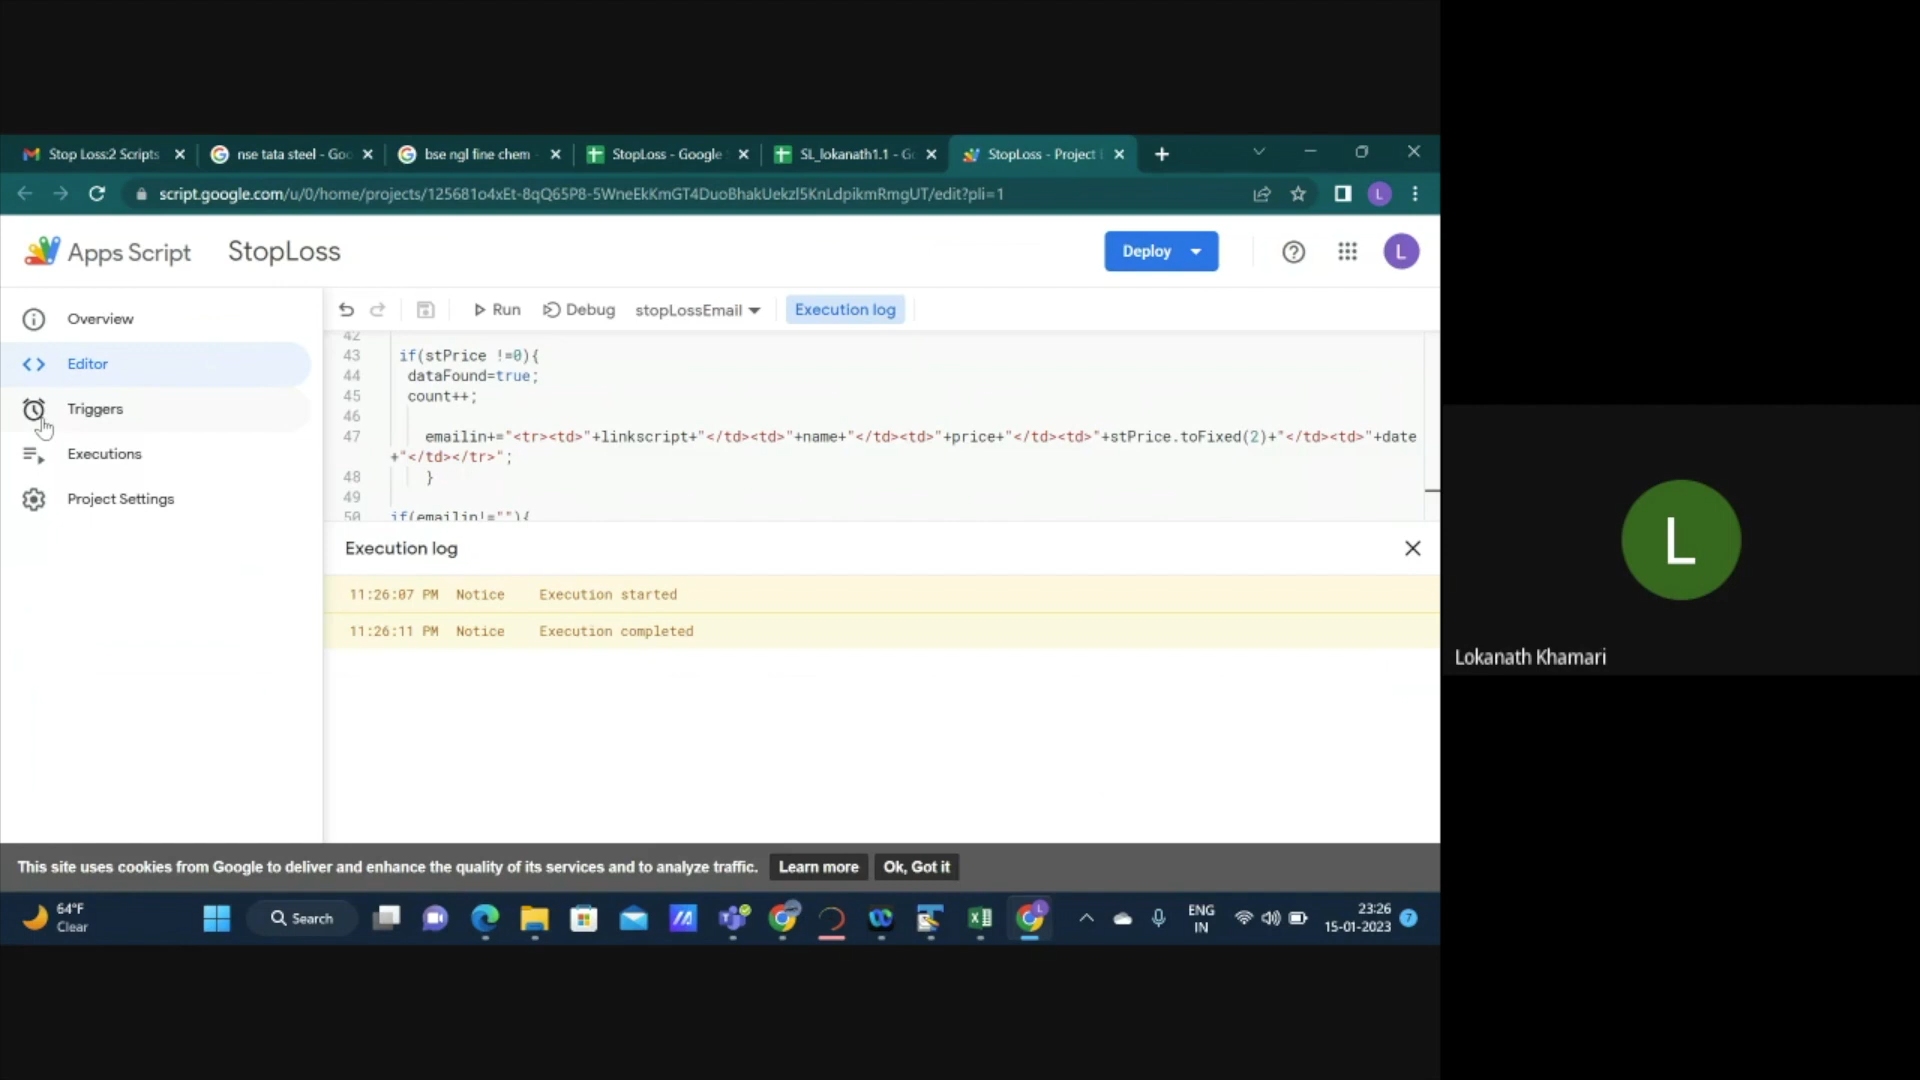 Stop Loss:2 Scripts
nse tata steel - Goo
bse ngl fine chem -
StopLoss - Google
SL_lokanath1.1 - Go
StopLoss - Project
script.google.com/u/0/home/projects/125681o4xEt-8qQ65P8-5WneEkKmGT4DuoBhakUekzl5KnLdpikmRmgUT/edit?pli=1
L
Apps Script
StopLoss
Deploy
L
Overview
Editor
Triggers
Executions
Project Settings
Run
Debug
stopLossEmail
Execution log
42
43 if(stPrice !=0){
44 dataFound=true;
45 count++;
46
47 emailin+="<tr><td>"+linkscript+"</td><td>"+name+"</td><td>"+price+"</td><td>"+stPrice.toFixed(2)+"</td><td>"+date
+"</td></tr>";
48 }
49
50 if(emailin!=""){
Execution log
11:26:07 PM Notice Execution started
11:26:11 PM Notice Execution completed
This site uses cookies from Google to deliver and enhance the quality of its services and to analyze traffic.
Learn more
Ok, Got it
64°F
Clear
Search
ENG
IN
23:26
15-01-2023
7
L
Lokanath Khamari